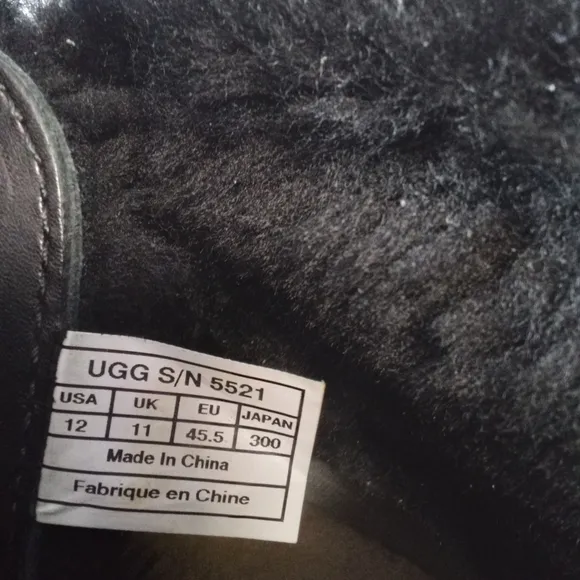 UGG S/N 5521
USA UK EU JAPAN
12 11 45.5 300
Made In China
Fabrique en Chine